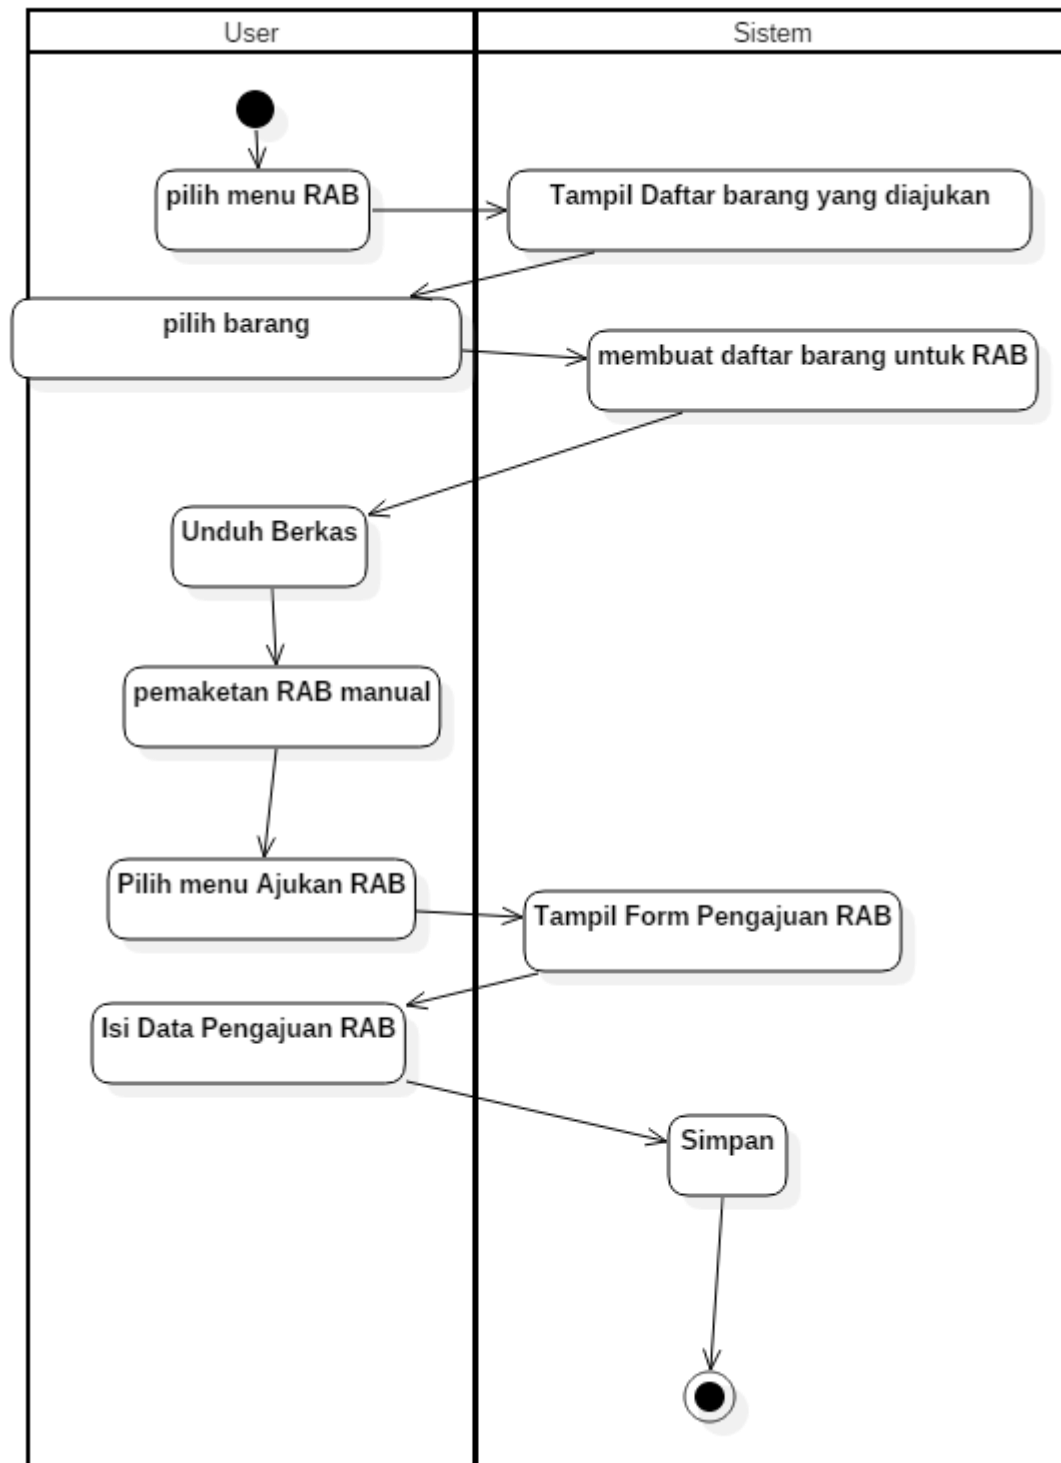 User
Sistem
pilih menu RAB
Tampil Daftar barang yang diajukan
pilih barang
membuat daftar barang untuk RAB
Unduh Berkas
pemaketan RAB manual
Pilih menu Ajukan RAB
Tampil Form Pengajuan RAB
Isi Data Pengajuan RAB
Simpan